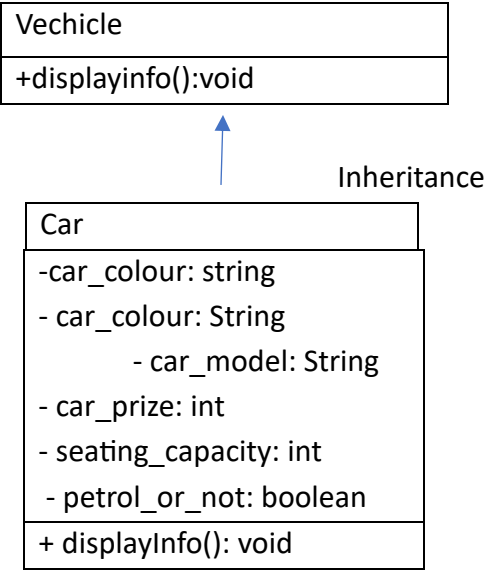 Vechicle
+displayinfo():void
Inheritance
Car
-car_colour: string
- car_colour: String
- car_model: String
- car_prize: int
- seating_capacity: int
- petrol_or_not: boolean
+ displayInfo(): void